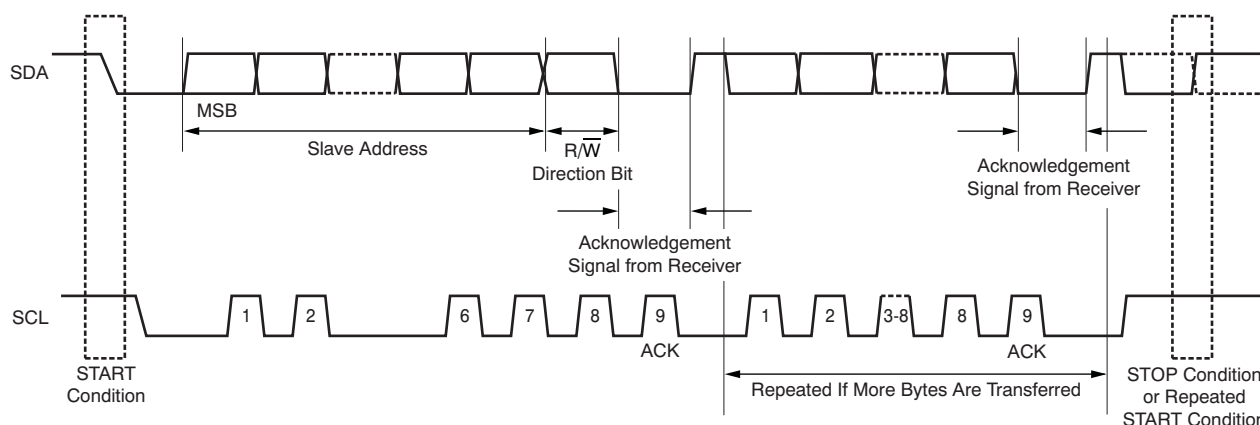 SDA
MSB
Slave Address
R/W̅
Direction Bit
Acknowledgement
Signal from Receiver
Acknowledgement
Signal from Receiver
SCL
1
2
6
7
8
9
ACK
1
2
3-8
8
9
ACK
START
Condition
Repeated If More Bytes Are Transferred
STOP Condition
or Repeated
START Condition